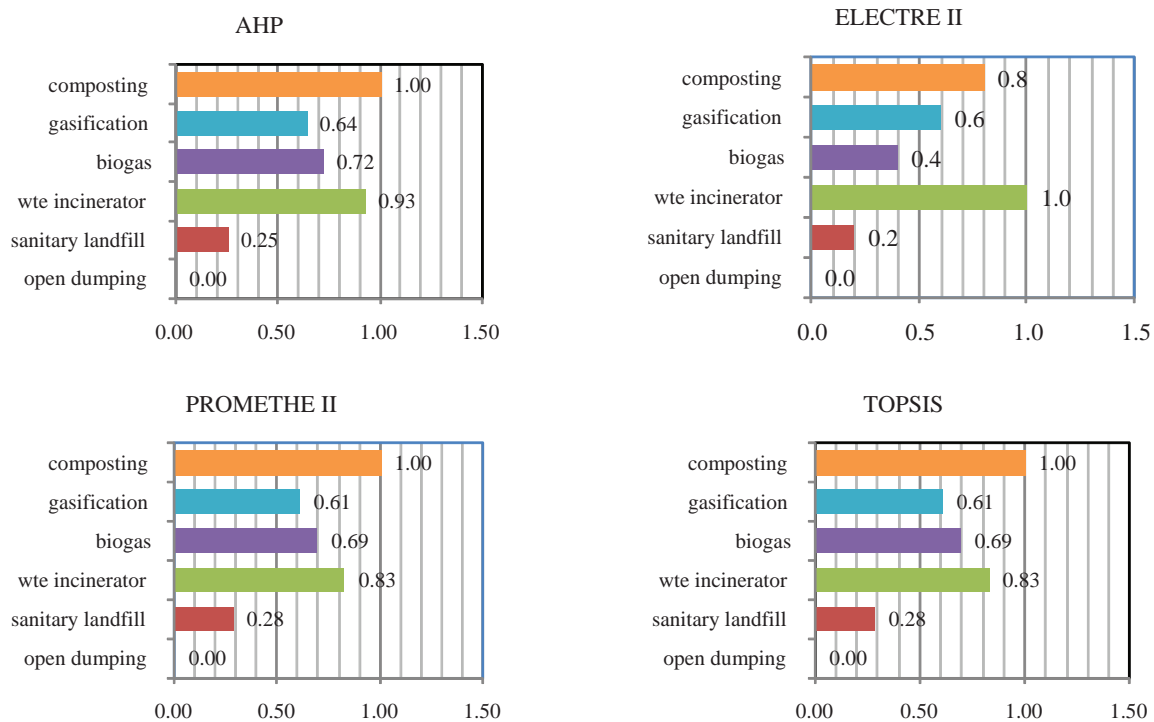 AHP
composting
1.00
gasification
0.64
biogas
0.72
wte incinerator
0.93
sanitary landfill
0.25
open dumping
0.00
0.00 0.50 1.00 1.50
ELECTRE II
composting
0.8
gasification
0.6
biogas
0.4
wte incinerator
1.0
sanitary landfill
0.2
open dumping
0.0
0.0 0.5 1.0 1.5
PROMETHE II
composting
1.00
gasification
0.61
biogas
0.69
wte incinerator
0.83
sanitary landfill
0.28
open dumping
0.00
0.00 0.50 1.00 1.50
TOPSIS
composting
1.00
gasification
0.61
biogas
0.69
wte incinerator
0.83
sanitary landfill
0.28
open dumping
0.00
0.00 0.50 1.00 1.50